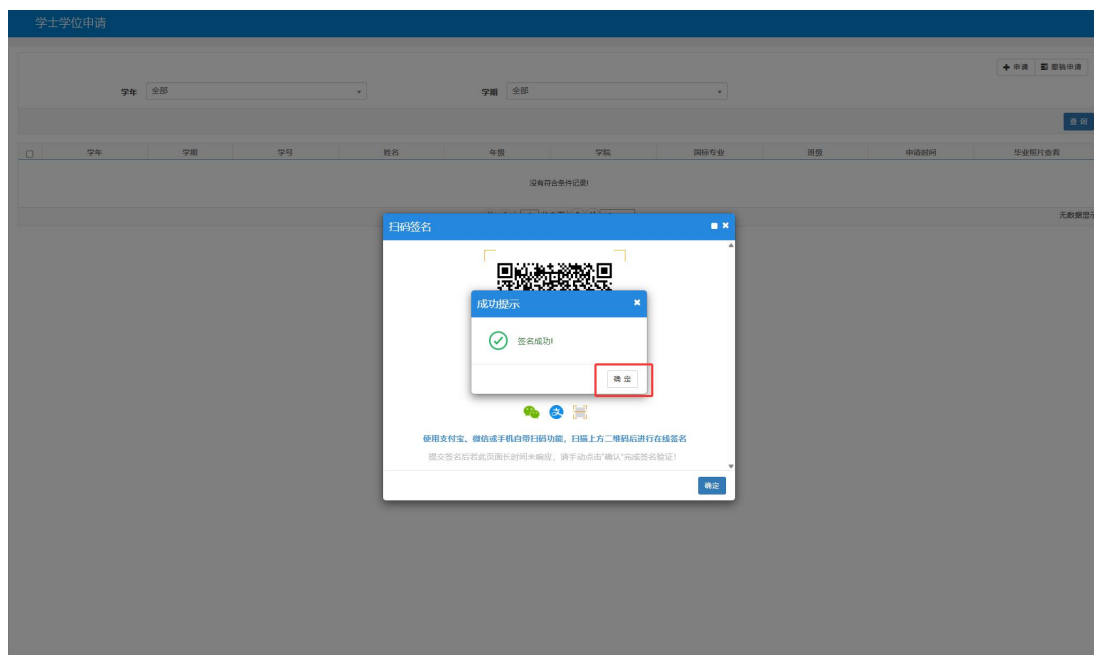 学士学位申请
申请 撤销申请
学年 全部 学期 全部
查 询
学年 学期 学号 姓名 年级 学院 国标专业 班级 申请时间 毕业照片查看
没有符合条件记录!
无数据显示
扫码签名
成功提示
签名成功!
确 定
使用支付宝、微信或手机自带扫码功能，扫描上方二维码后进行在线签名
提交签名后若此页面长时间未响应，请手动点击"确认"完成签名验证!
确定